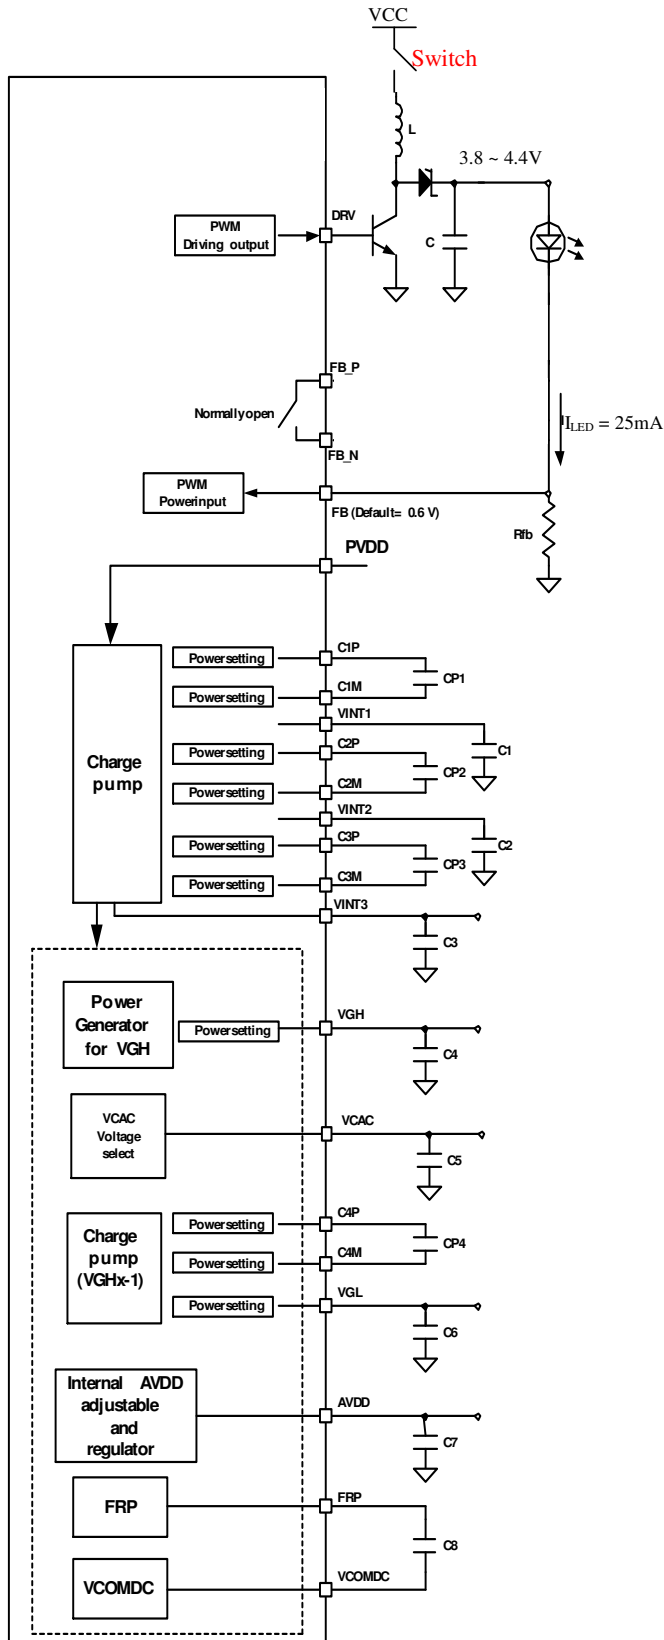 VCC
Switch
L
3.8 ~ 4.4V
DRV
PWM
Driving output
C
FB_P
Normallyopen
FB_N
I LED = 25mA
PWM
Powerinput
FB (Default= 0.6 V)
Rfb
PVDD
C1P
Powersetting
CP1
C1M
Powersetting
VINT1
C1
C2P
Powersetting
CP2
Charge
pump
C2M
Powersetting
VINT2
C2
C3P
Powersetting
CP3
C3M
Powersetting
VINT3
C3
Power
Generator
for VGH
Powersetting
VGH
C4
VCAC
Voltage
select
VCAC
C5
C4P
Powersetting
CP4
Charge
pump
(VGHx-1)
C4M
Powersetting
VGL
Powersetting
C6
Internal AVDD
adjustable
and
regulator
AVDD
C7
FRP
FRP
C8
VCOMDC
VCOMDC